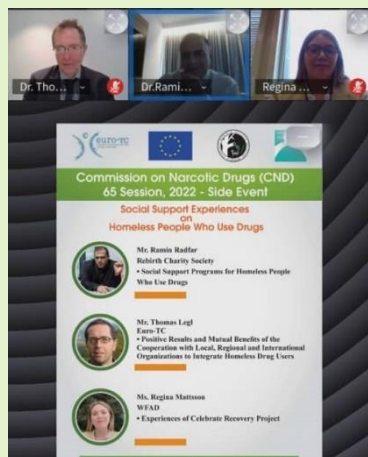 Dr. Tho...
Dr.Rami...
Regina ...
euro-TC
Commission on Narcotic Drugs (CND)
65 Session, 2022 - Side Event
Social Support Experiences
on
Homeless People Who Use Drugs
Mr. Ramin Radfar
Rebirth Charity Society
• Social Support Programs for Homeless People
Who Use Drugs
Mr. Thomas Legl
Euro-TC
• Positive Results and Mutual Benefits of the
Cooperation with Local, Regional and International
Organizations to Integrate Homeless Drug Users
Ms. Regina Mattsson
WFAD
• Experiences of Celebrate Recovery Project